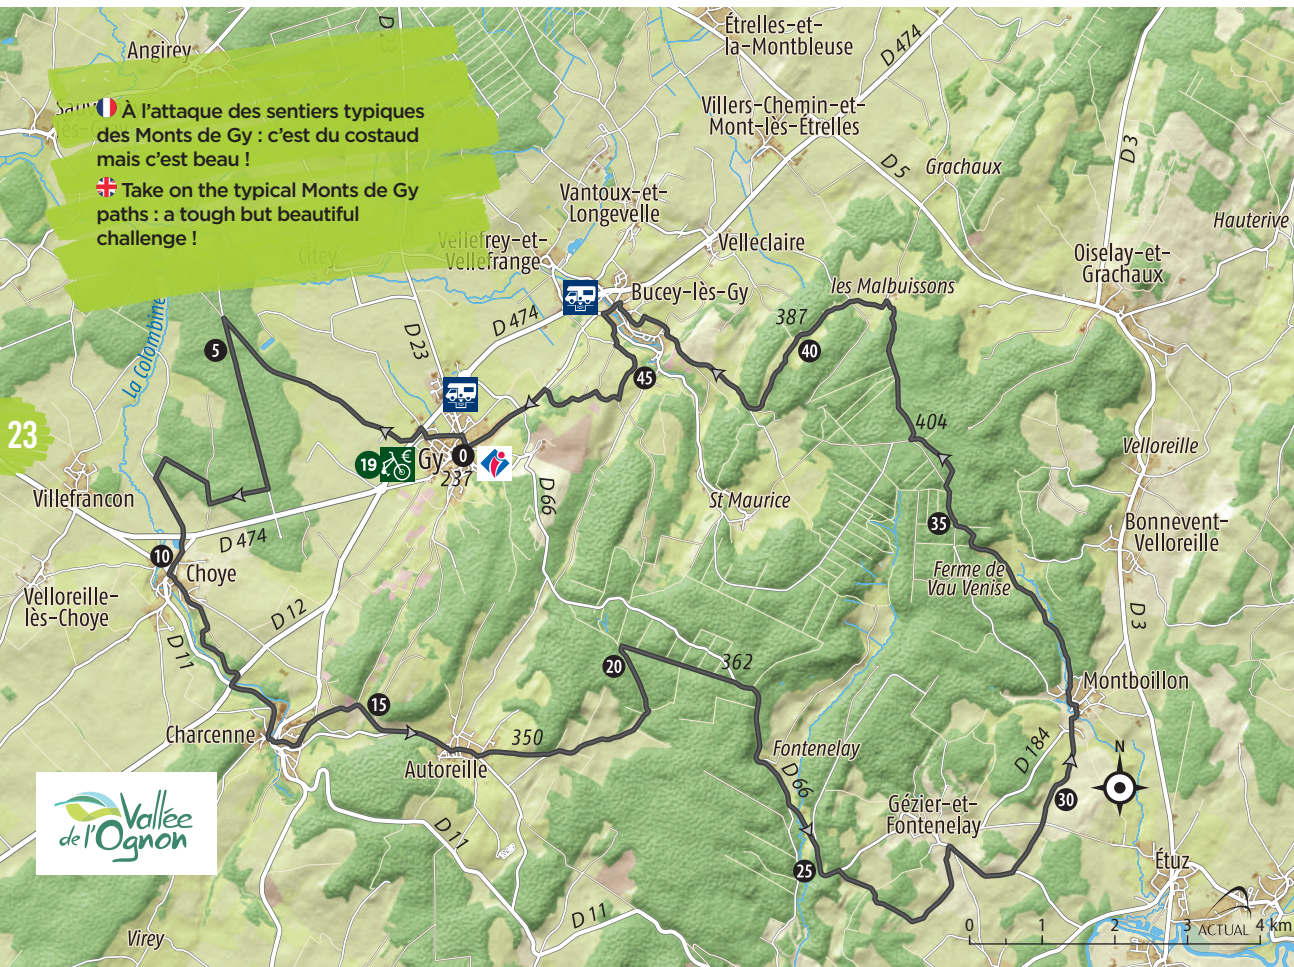 Angirey
D 23
À l'attaque des sentiers typiques
des Monts de Gy : c'est du costaud
mais c'est beau !
Take on the typical Monts de Gy
paths : a tough but beautiful
challenge !
Étrelles-et-
la-Montbleuse
D 474
Villers-Chemin-et-
Mont-lès-Étrelles
D 5
Grachaux
D 3
Hauterive
Vantoux-et-
Longevelle
Vellefrey-et-
Vellefrange
Velleclaire
Oiselay-et-
Grachaux
Citey
La Colombine
Bucey-lès-Gy
les Malbuissons
387
D 474
D 23
5
40
45
23
404
19
€
Gy
0
237
Velloreille
Villefrancon
D 66
St Maurice
35
Bonnevent-
Velloreille
D 474
10
Choye
Ferme de
Vau Venise
Velloreille-
lès-Choye
D 12
D 11
D 3
20
362
Montboillon
15
Charcenne
350
Autoreille
Fontenelay
D 66
D 184
N
30
Gézier-et-
Fontenelay
Vallée
de l'Ognon
D 11
25
Étuz
D 11
Virey
0 1 2 3 4 km
ACTUAL